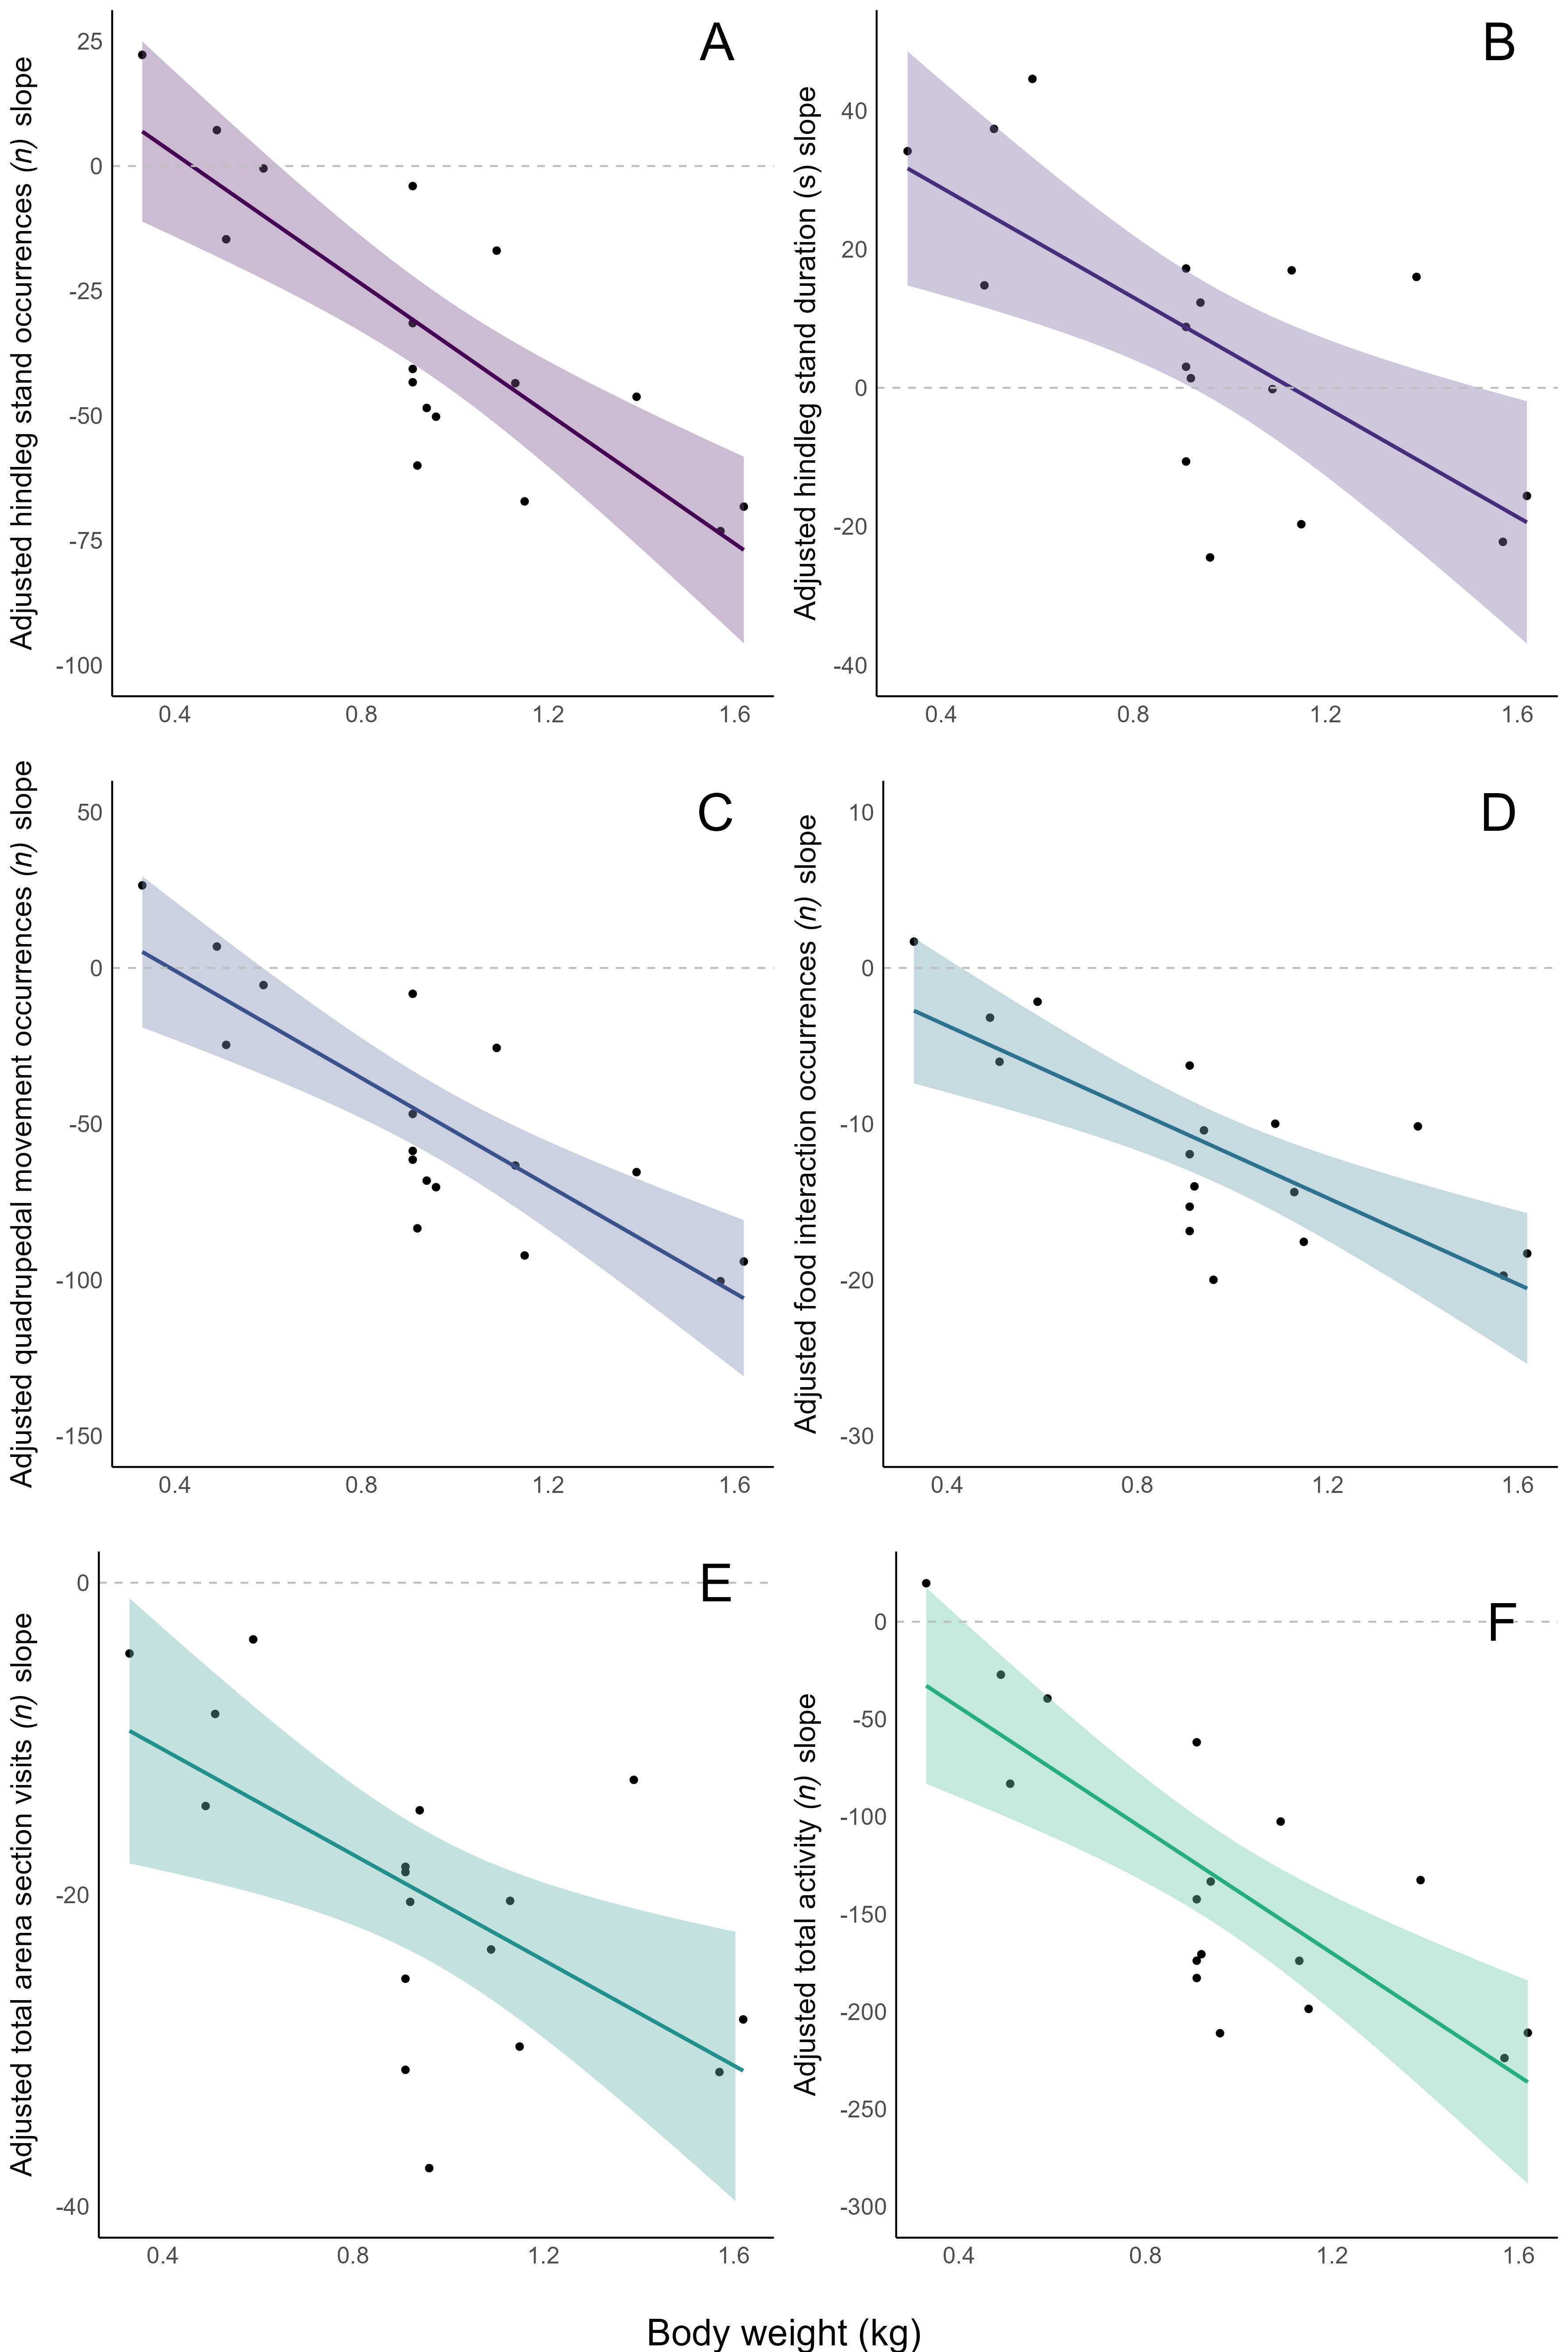 Adjusted hindleg stand occurrences (n) slope
A
25
0
-25
-50
-75
-100
0.4 0.8 1.2 1.6
Adjusted hindleg stand duration (s) slope
B
40
20
0
-20
-40
0.4 0.8 1.2 1.6
Adjusted quadrupedal movement occurrences (n) slope
C
50
0
-50
-100
-150
0.4 0.8 1.2 1.6
Adjusted food interaction occurrences (n) slope
D
10
0
-10
-20
-30
0.4 0.8 1.2 1.6
Adjusted total arena section visits (n) slope
E
0
-20
-40
0.4 0.8 1.2 1.6
Adjusted total activity (n) slope
F
0
-50
-100
-150
-200
-250
-300
0.4 0.8 1.2 1.6
Body weight (kg)